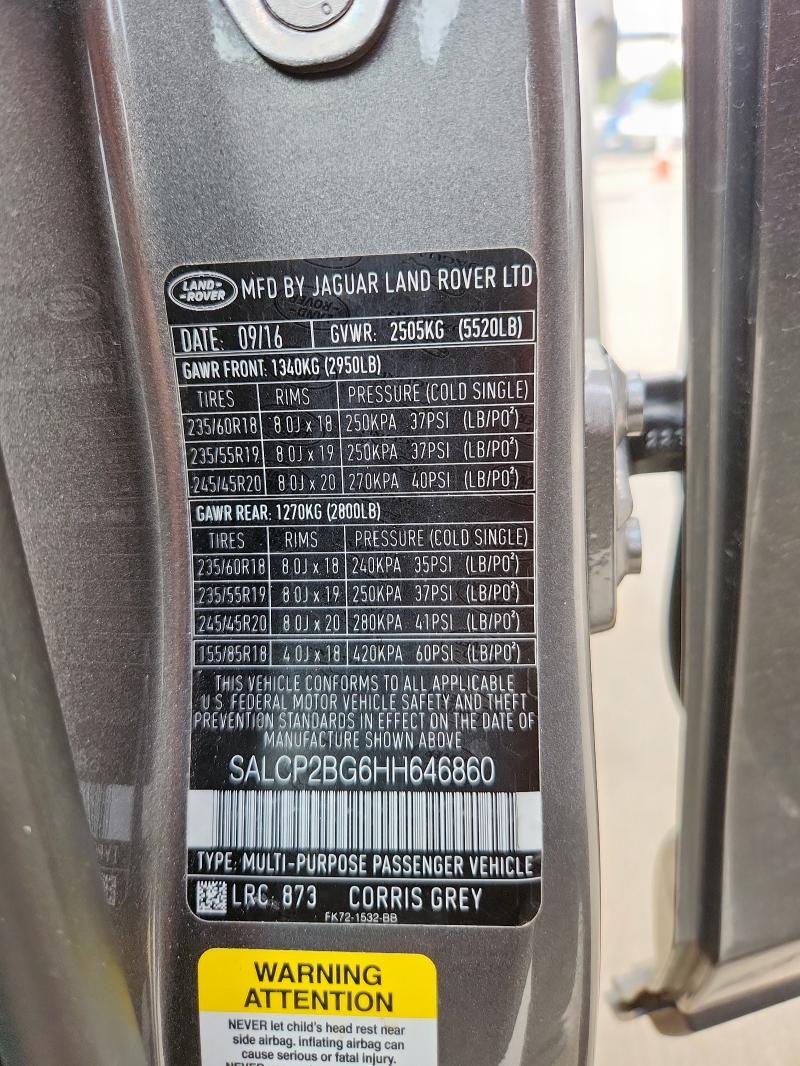 LAND-
-ROVER
MFD BY JAGUAR LAND ROVER LTD
DATE: 09/16 GVWR: 2505KG (5520LB)
GAWR FRONT: 1340KG (2950LB)
TIRES RIMS PRESSURE (COLD SINGLE)
235/60R18 8.0J x 18 250KPA 37PSI (LB/PO²)
235/55R19 8.0J x 19 250KPA 37PSI (LB/PO²)
245/45R20 8.0J x 20 270KPA 40PSI (LB/PO²)
GAWR REAR: 1270KG (2800LB)
TIRES RIMS PRESSURE (COLD SINGLE)
235/60R18 8.0J x 18 240KPA 35PSI (LB/PO²)
235/55R19 8.0J x 19 250KPA 37PSI (LB/PO²)
245/45R20 8.0J x 20 280KPA 41PSI (LB/PO²)
155/85R18 4.0J x 18 420KPA 60PSI (LB/PO²)
THIS VEHICLE CONFORMS TO ALL APPLICABLE
U.S. FEDERAL MOTOR VEHICLE SAFETY AND THEFT
PREVENTION STANDARDS IN EFFECT ON THE DATE OF
MANUFACTURE SHOWN ABOVE
SALCP2BG6HH646860
TYPE: MULTI-PURPOSE PASSENGER VEHICLE
LRC. 873 CORRIS GREY
FK72-1532-BB
WARNING
ATTENTION
NEVER let child's head rest near
side airbag. inflating airbag can
cause serious or fatal injury.